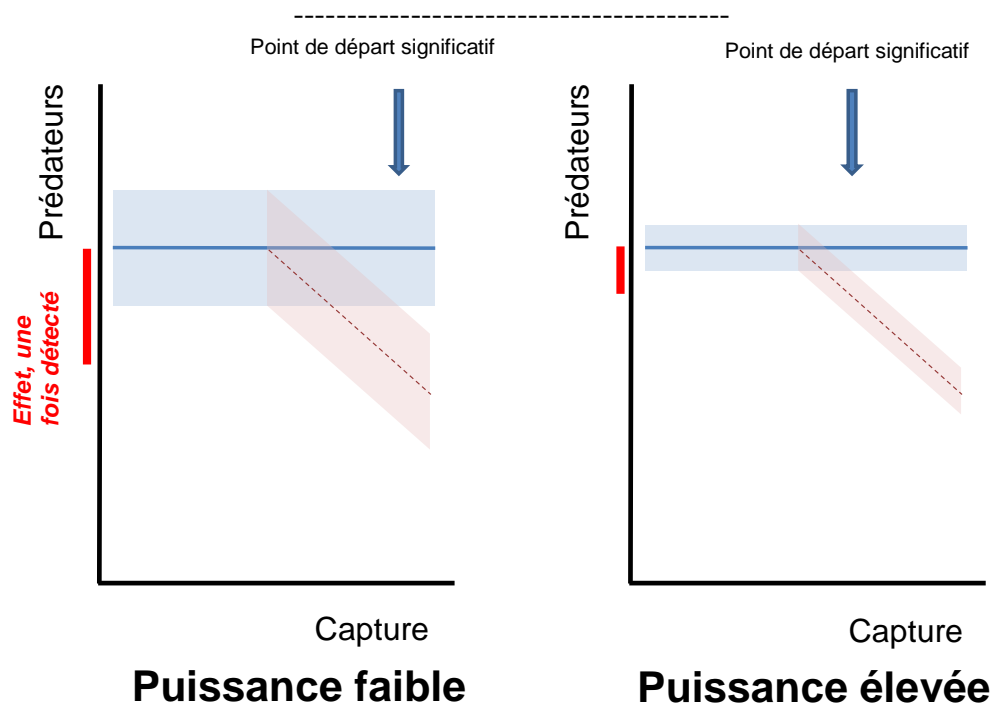 Point de départ significatif
Point de départ significatif
Prédateurs
Effet, une
fois détecté
Prédateurs
Capture
Capture
Puissance faible
Puissance élevée